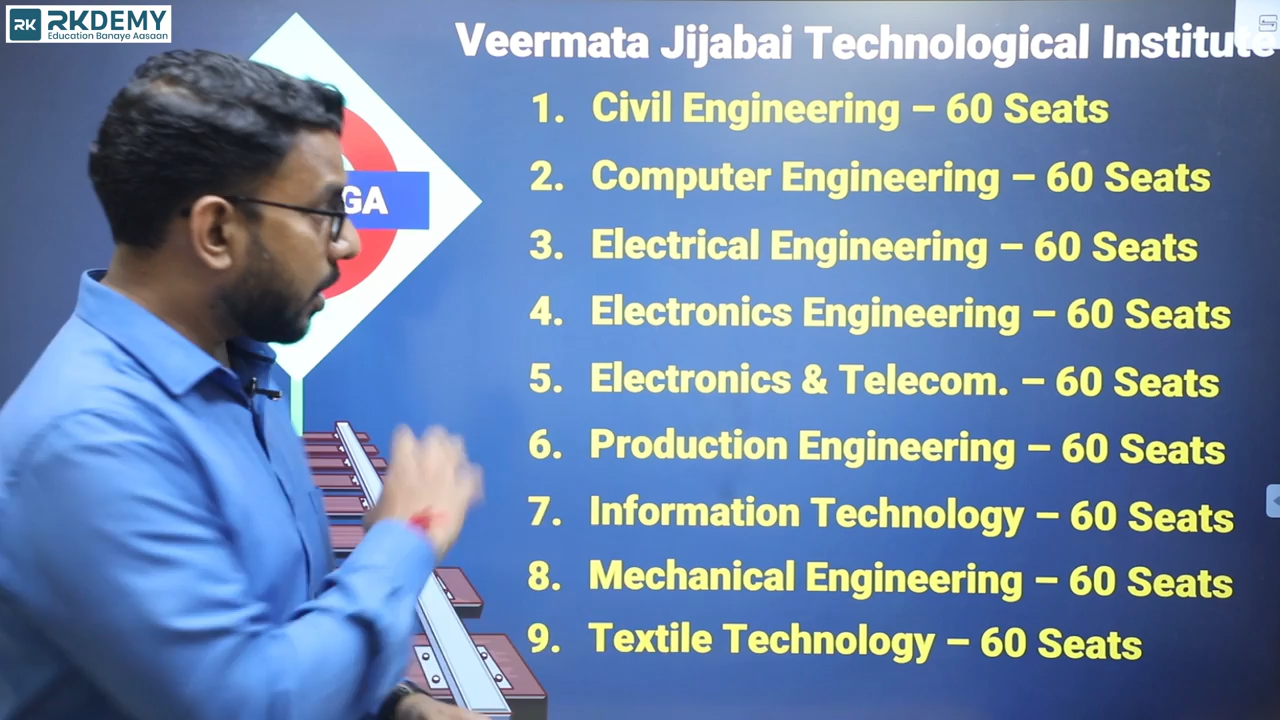 RK RKDEMY
Education Banaye Aasaan
Veermata Jijabai Technological Institute
GA
1. Civil Engineering – 60 Seats
2. Computer Engineering – 60 Seats
3. Electrical Engineering – 60 Seats
4. Electronics Engineering – 60 Seats
5. Electronics & Telecom. – 60 Seats
6. Production Engineering – 60 Seats
7. Information Technology – 60 Seats
8. Mechanical Engineering – 60 Seats
9. Textile Technology – 60 Seats